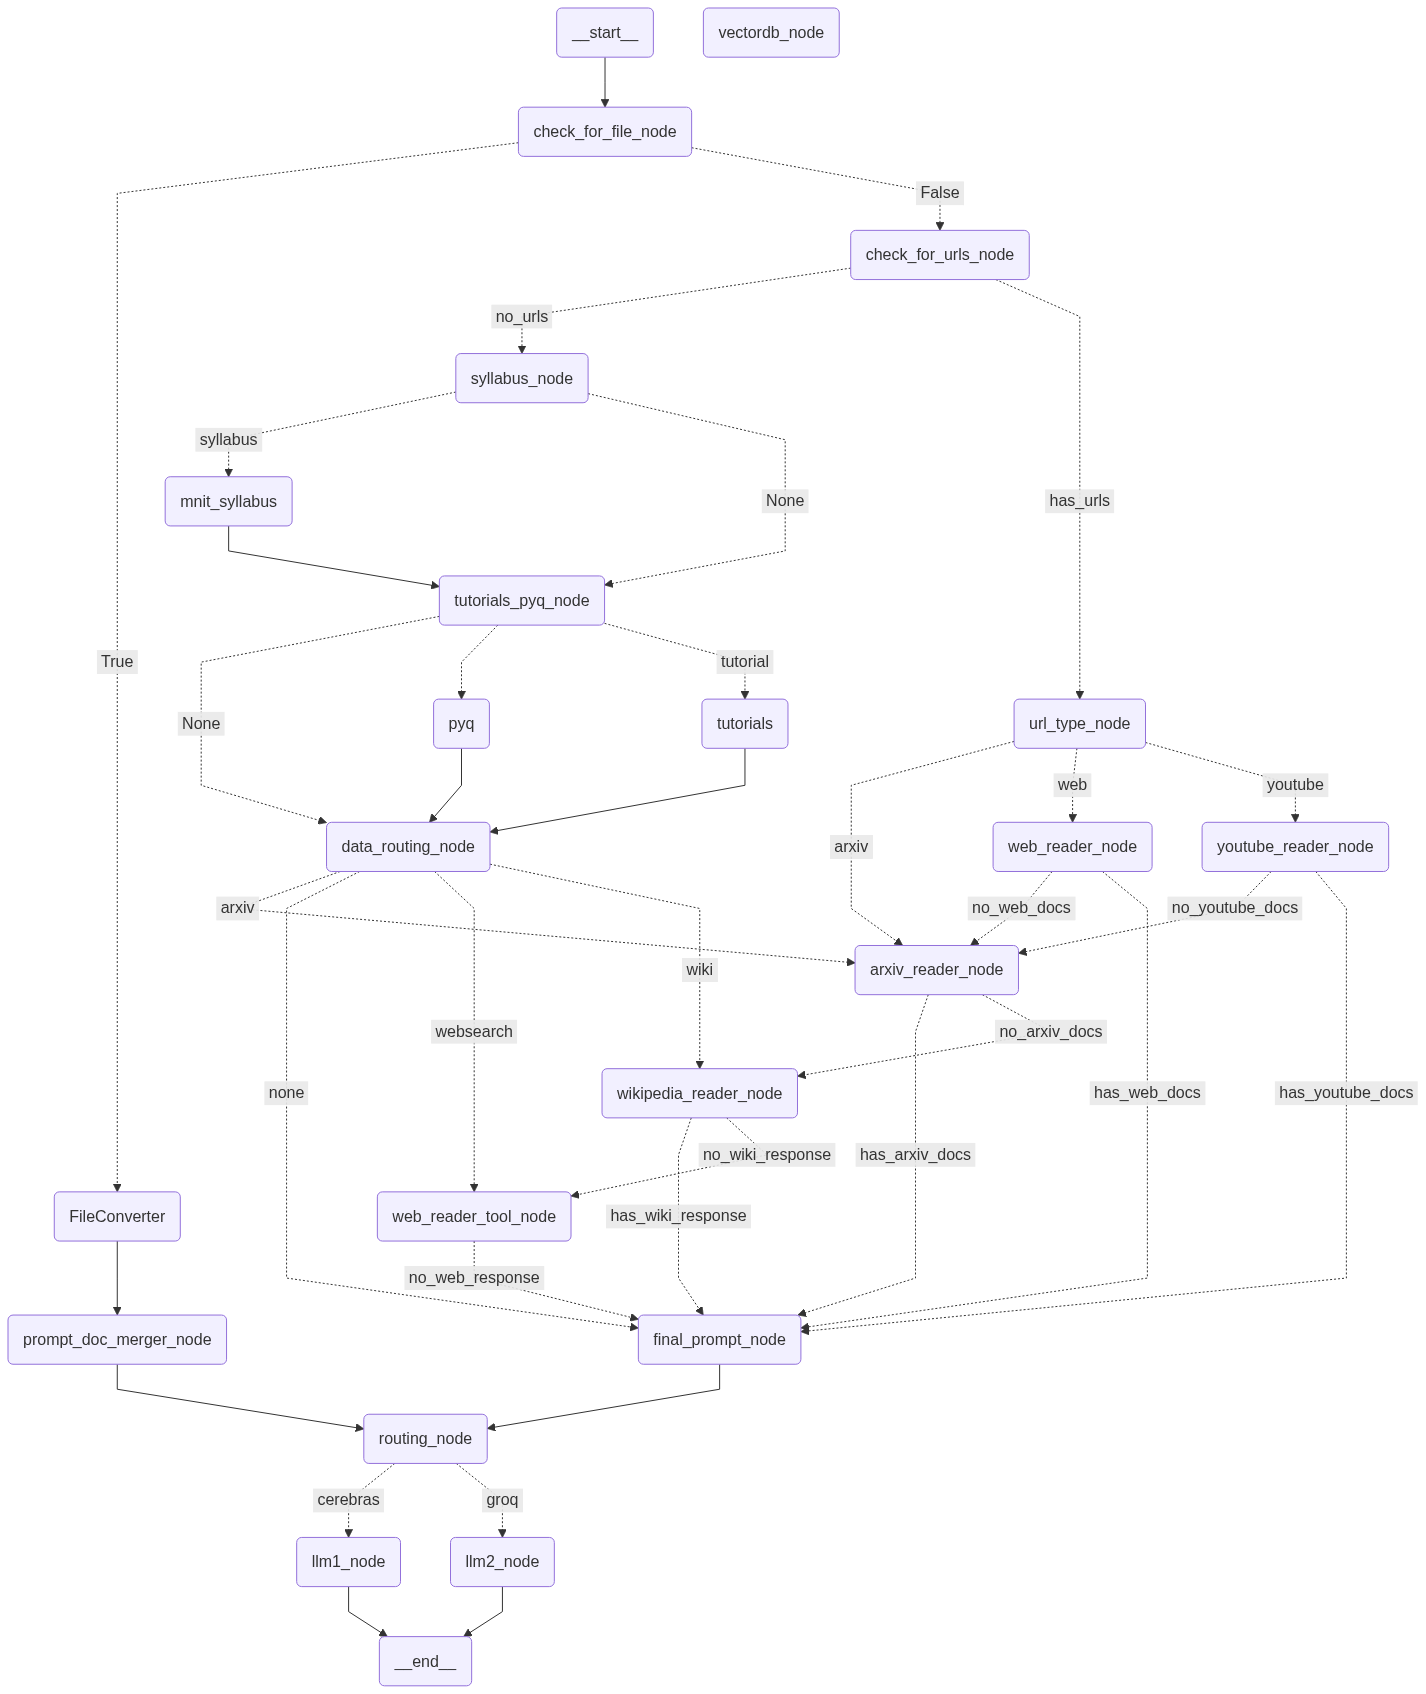 __start__
vectordb_node
check_for_file_node
False
check_for_urls_node
no_urls
syllabus_node
syllabus
mnit_syllabus
None
has_urls
tutorials_pyq_node
True
tutorial
None
pyq
tutorials
url_type_node
web
youtube
data_routing_node
arxiv
web_reader_node
youtube_reader_node
arxiv
no_web_docs
no_youtube_docs
wiki
arxiv_reader_node
websearch
no_arxiv_docs
none
wikipedia_reader_node
has_web_docs
has_youtube_docs
no_wiki_response
has_arxiv_docs
FileConverter
web_reader_tool_node
has_wiki_response
no_web_response
prompt_doc_merger_node
final_prompt_node
routing_node
cerebras
groq
llm1_node
llm2_node
__end__